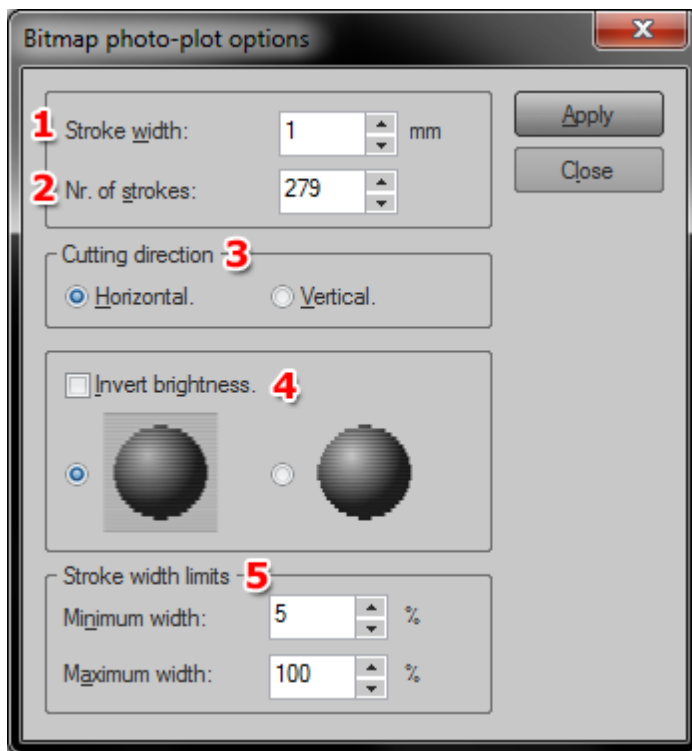 Bitmap photo-plot options
x
1 Stroke width: 1 mm
Apply
2 Nr. of strokes: 279
Close
Cutting direction 3
Horizontal. Vertical.
Invert brightness. 4
Stroke width limits 5
Minimum width: 5 %
Maximum width: 100 %